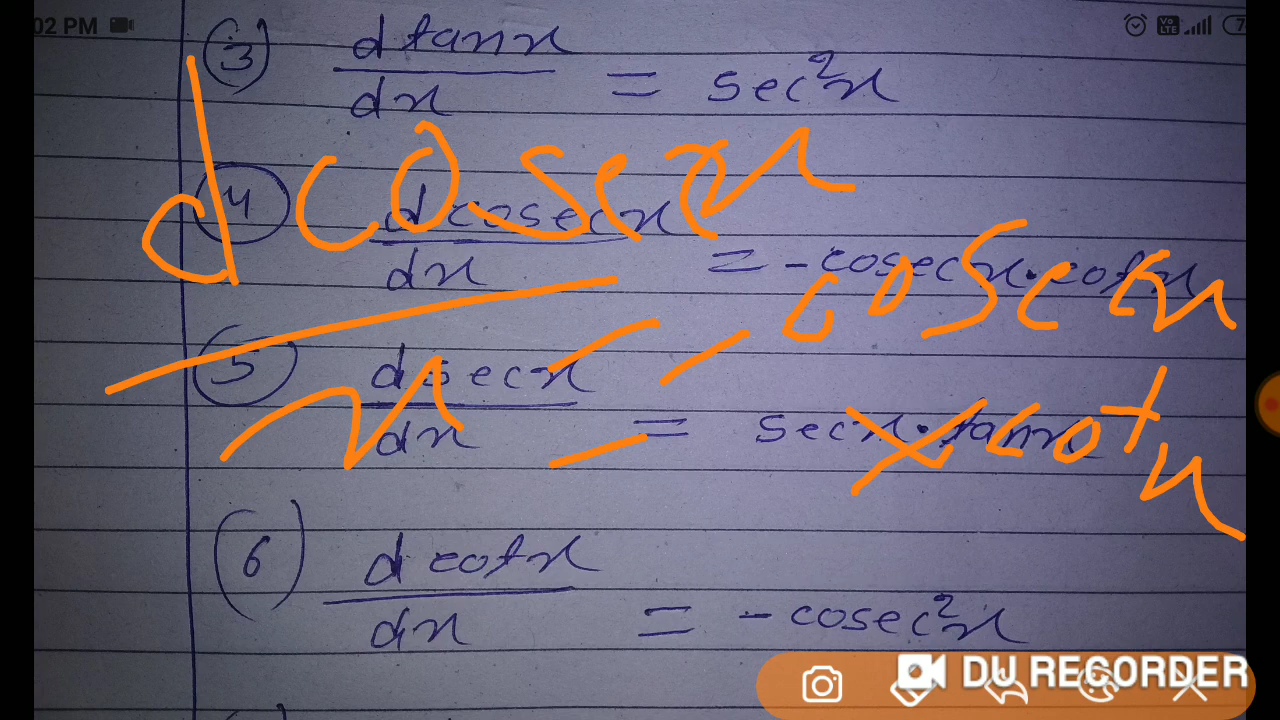 02 PM
(3) d tanx
dx = sec²x
(4) d cosecx
dx = -cosecx.cotx
d cosecx
x = - cosecx
x cotx
(5) d secx
dx = secx.tanx
(6) d cotx
dx = -cosec²x
DU RECORDER